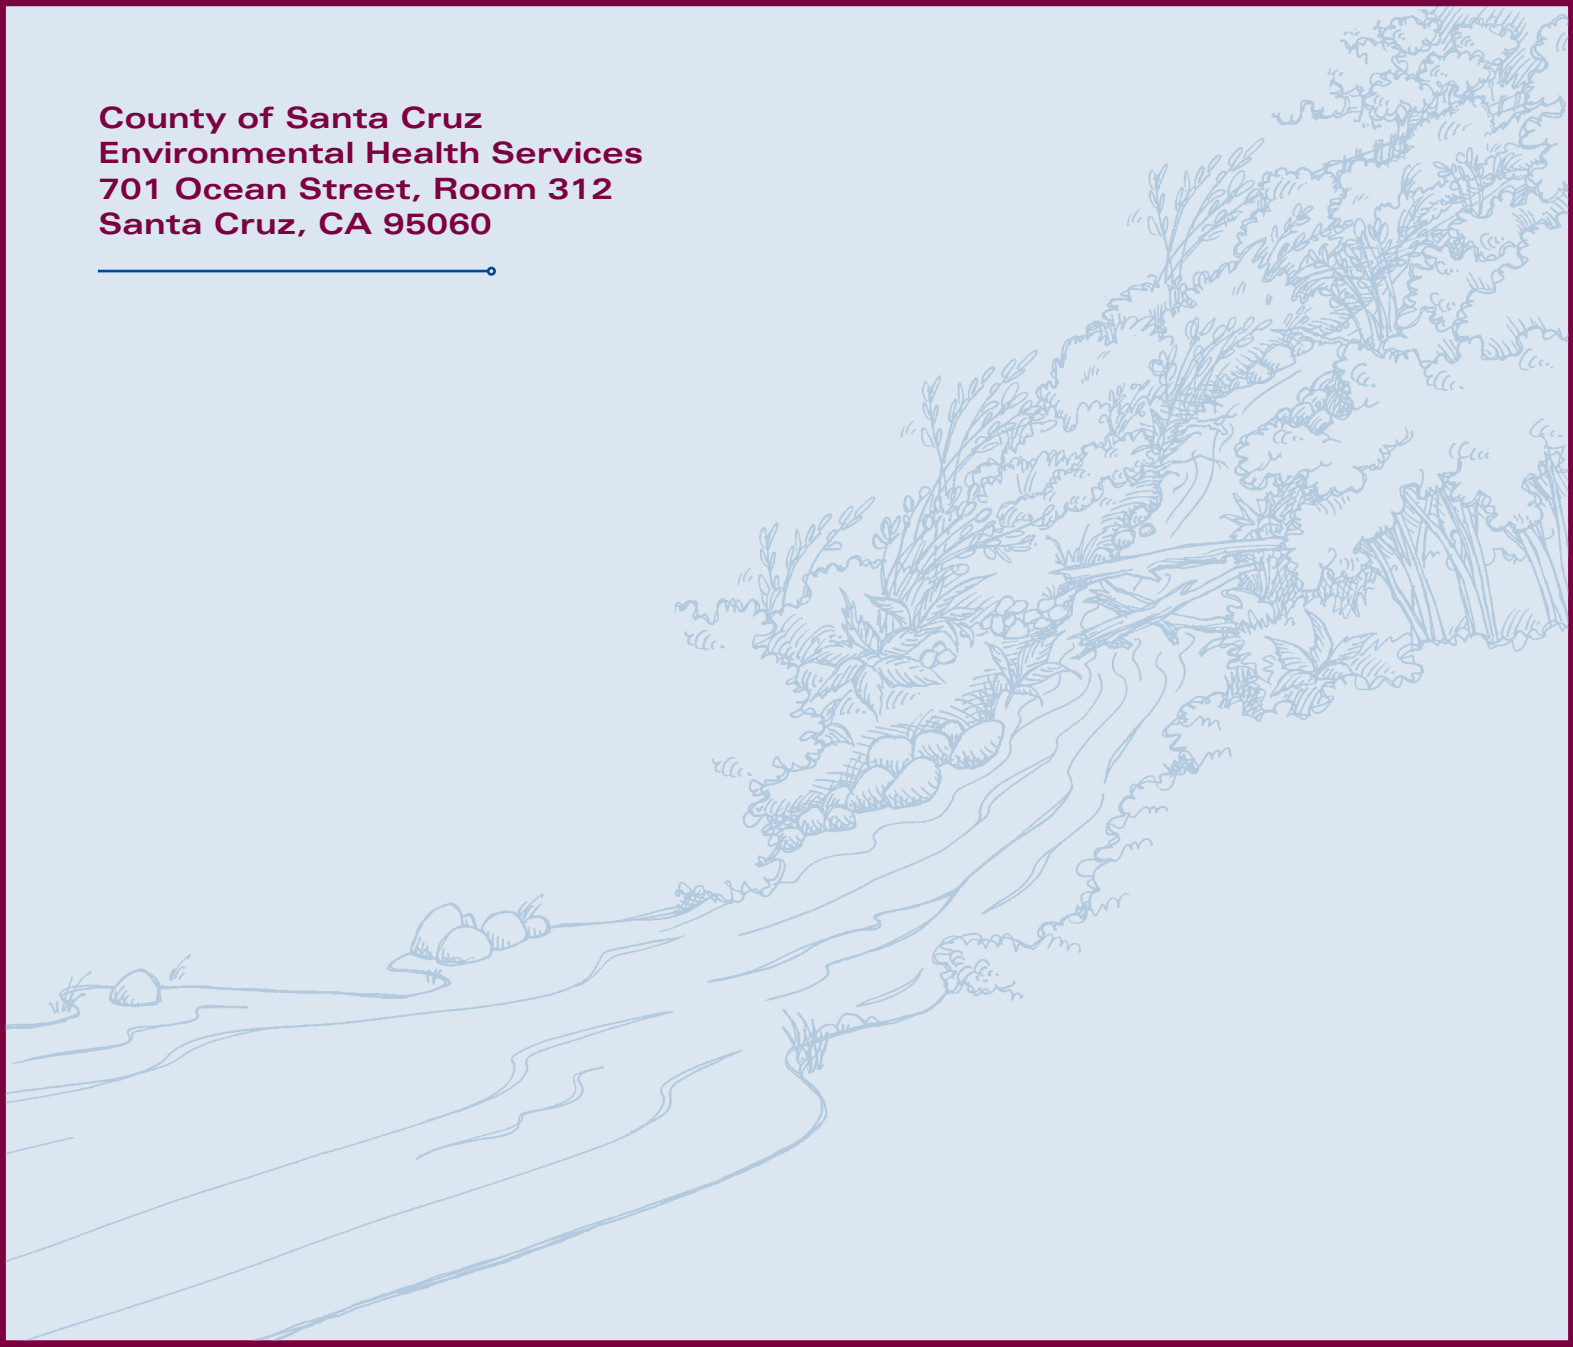 County of Santa Cruz
Environmental Health Services
701 Ocean Street, Room 312
Santa Cruz, CA 95060